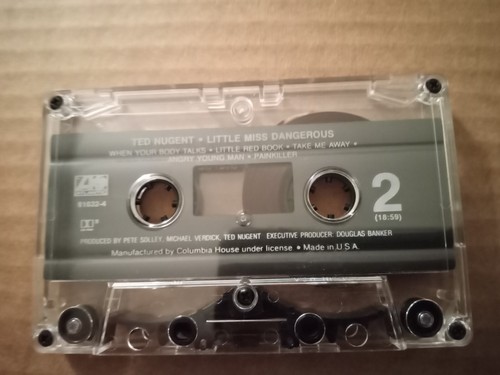 TED NUGENT • LITTLE MISS DANGEROUS
WHEN YOUR BODY TALKS • LITTLE RED BOOK • TAKE ME AWAY •
ANGRY YOUNG MAN • PAINKILLER
81632-4
2
(18:59)
PRODUCED BY PETE SOLLEY, MICHAEL VERDICK, TED NUGENT EXECUTIVE PRODUCER: DOUGLAS BANKER
Manufactured by Columbia House under license • Made in U.S.A.